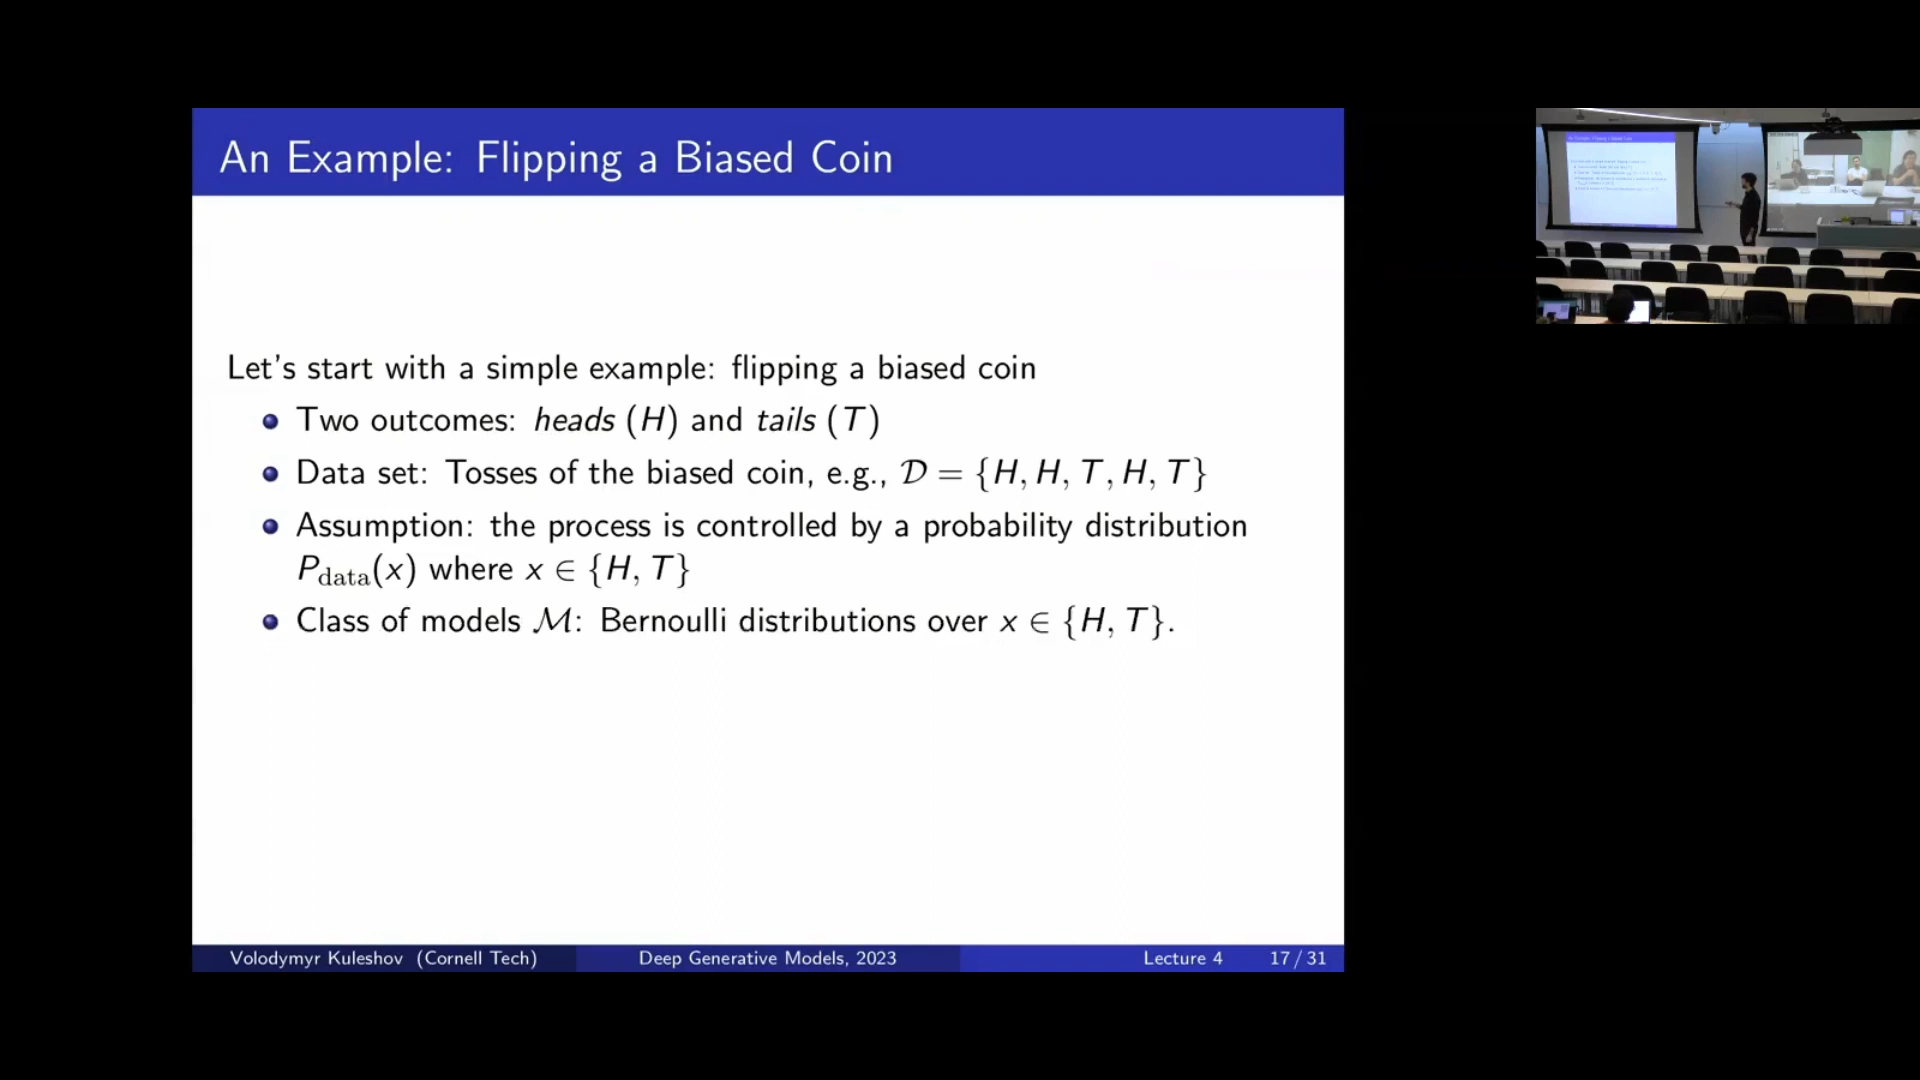 An Example: Flipping a Biased Coin
Let's start with a simple example: flipping a biased coin
Two outcomes: heads (H) and tails (T)
Data set: Tosses of the biased coin, e.g., 𝒟 = {H, H, T, H, T}
Assumption: the process is controlled by a probability distribution
P_data(x) where x ∈ {H, T}
Class of models ℳ: Bernoulli distributions over x ∈ {H, T}.
Volodymyr Kuleshov (Cornell Tech) Deep Generative Models, 2023 Lecture 4 17 / 31